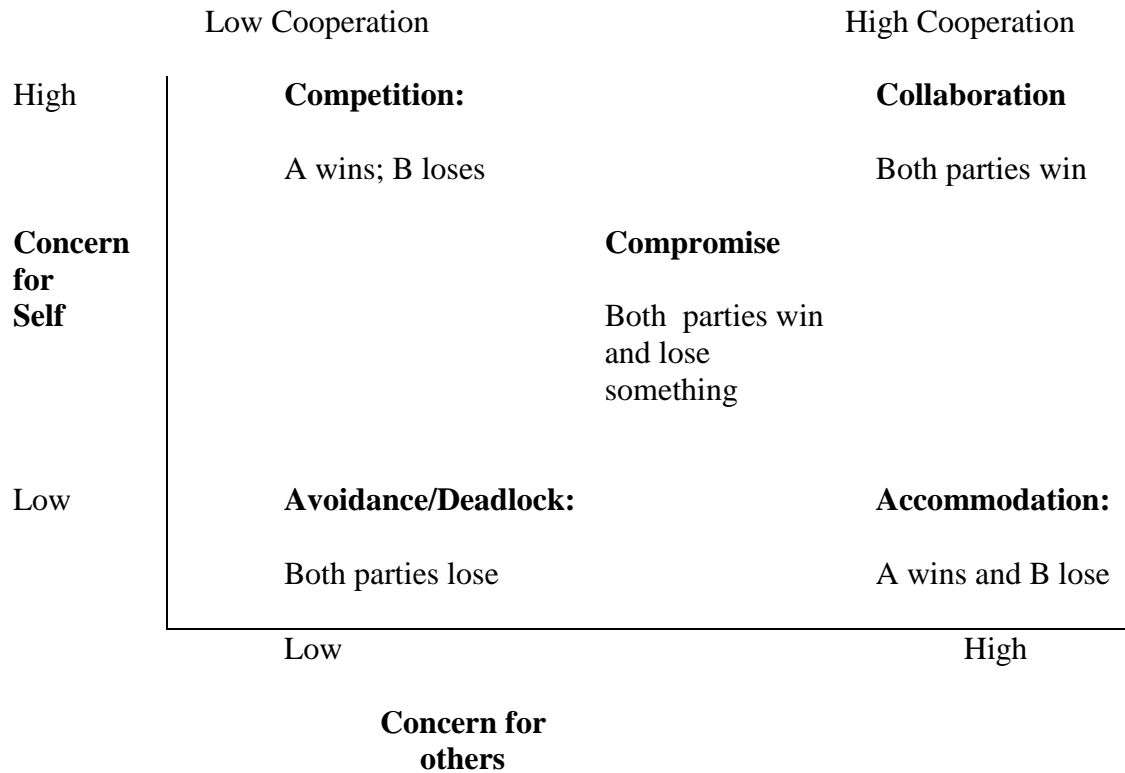 Low Cooperation High Cooperation
High Competition: Collaboration
A wins; B loses Both parties win
Concern Compromise
for
Self Both parties win
and lose
something
Low Avoidance/Deadlock: Accommodation:
Both parties lose A wins and B lose
Low High
Concern for
others